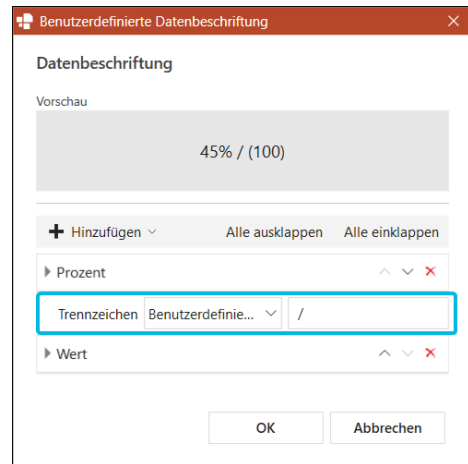 Benutzerdefinierte Datenbeschriftung
Datenbeschriftung
Vorschau
45% / (100)
Hinzufügen Alle ausklappen Alle einklappen
Prozent
Trennzeichen Benutzerdefinie... /
Wert
OK Abbrechen